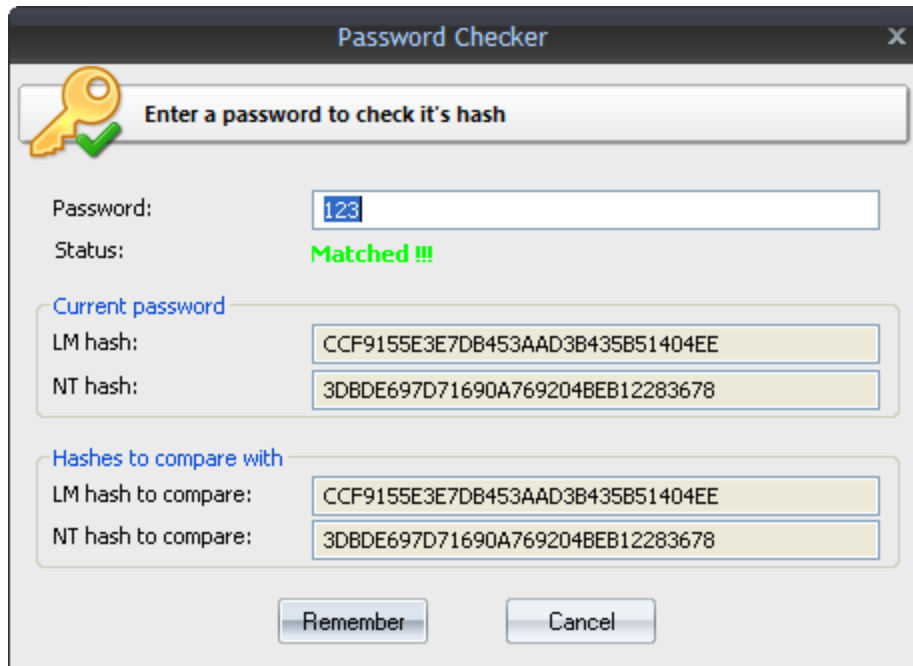 Password Checker
x
Enter a password to check it's hash
Password: 123
Status: Matched !!!
Current password
LM hash: CCF9155E3E7DB453AAD3B435B51404EE
NT hash: 3DBDE697D71690A769204BEB12283678
Hashes to compare with
LM hash to compare: CCF9155E3E7DB453AAD3B435B51404EE
NT hash to compare: 3DBDE697D71690A769204BEB12283678
Remember Cancel